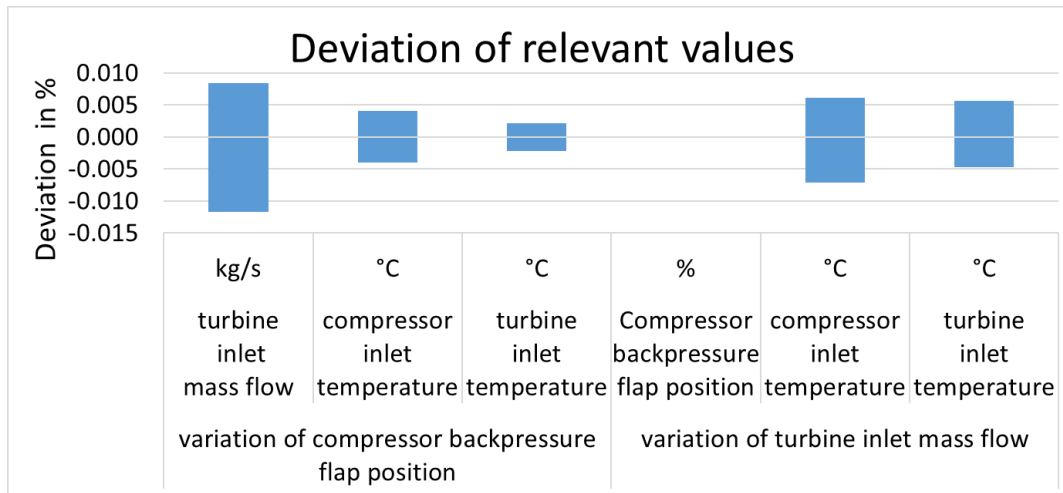 Deviation of relevant values
Deviation in %
0.010
0.005
0.000
-0.005
-0.010
-0.015
kg/s
°C
°C
%
°C
°C
turbine
inlet
mass flow
compressor
inlet
temperature
turbine
inlet
temperature
Compressor
backpressure
flap position
compressor
inlet
temperature
turbine
inlet
temperature
variation of compressor backpressure
flap position
variation of turbine inlet mass flow